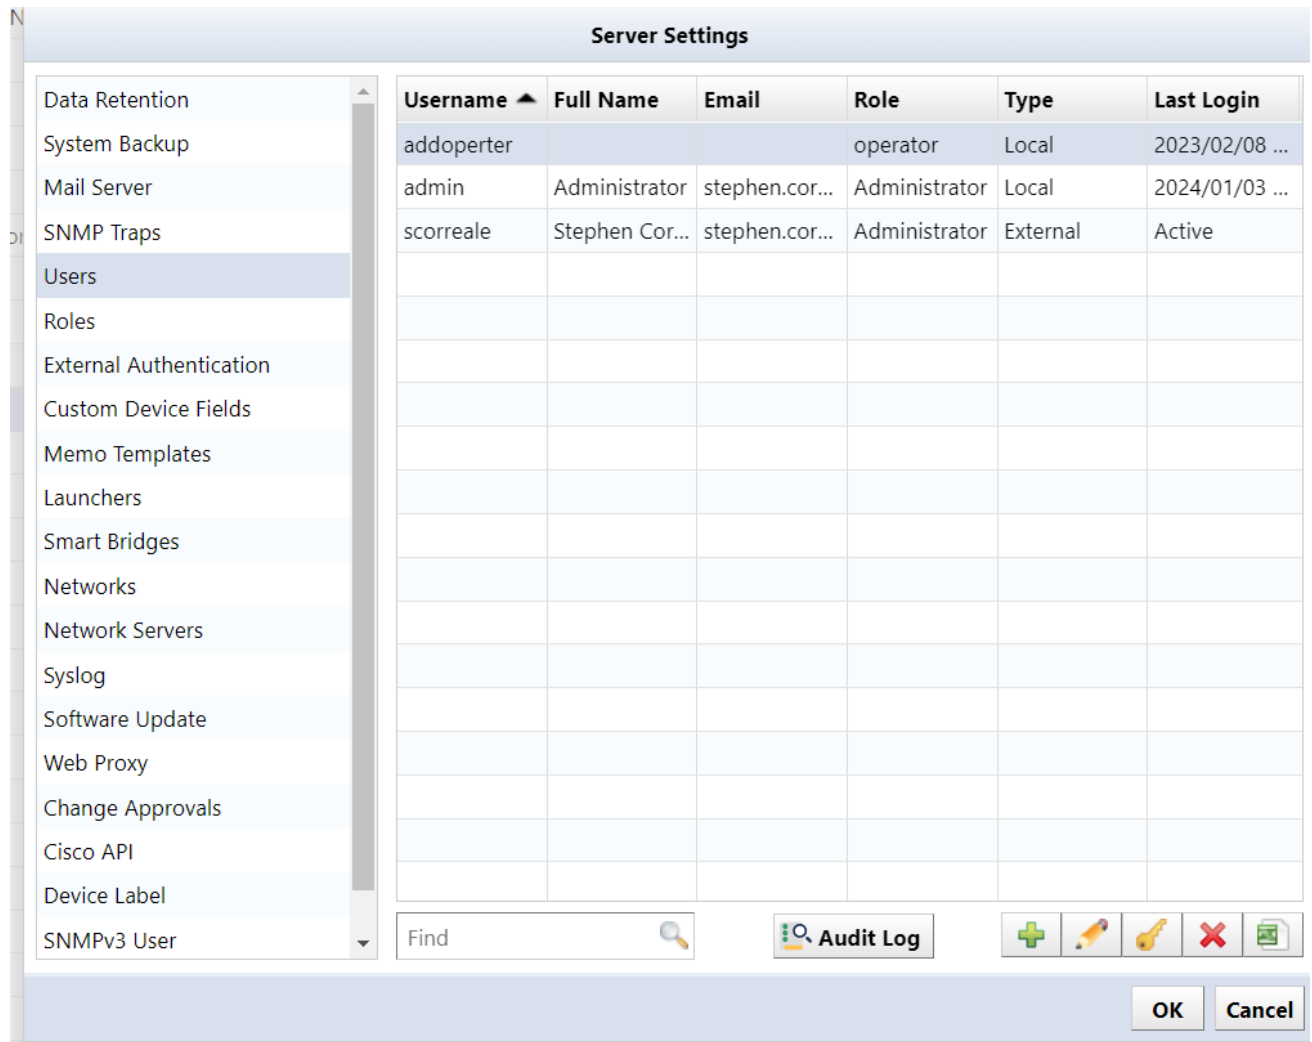 Server Settings
Data Retention
System Backup
Mail Server
SNMP Traps
Users
Roles
External Authentication
Custom Device Fields
Memo Templates
Launchers
Smart Bridges
Networks
Network Servers
Syslog
Software Update
Web Proxy
Change Approvals
Cisco API
Device Label
SNMPv3 User
Username Full Name Email Role Type Last Login
addoperter operator Local 2023/02/08 ...
admin Administrator stephen.cor... Administrator Local 2024/01/03 ...
scorreale Stephen Cor... stephen.cor... Administrator External Active
Find
Audit Log
OK Cancel